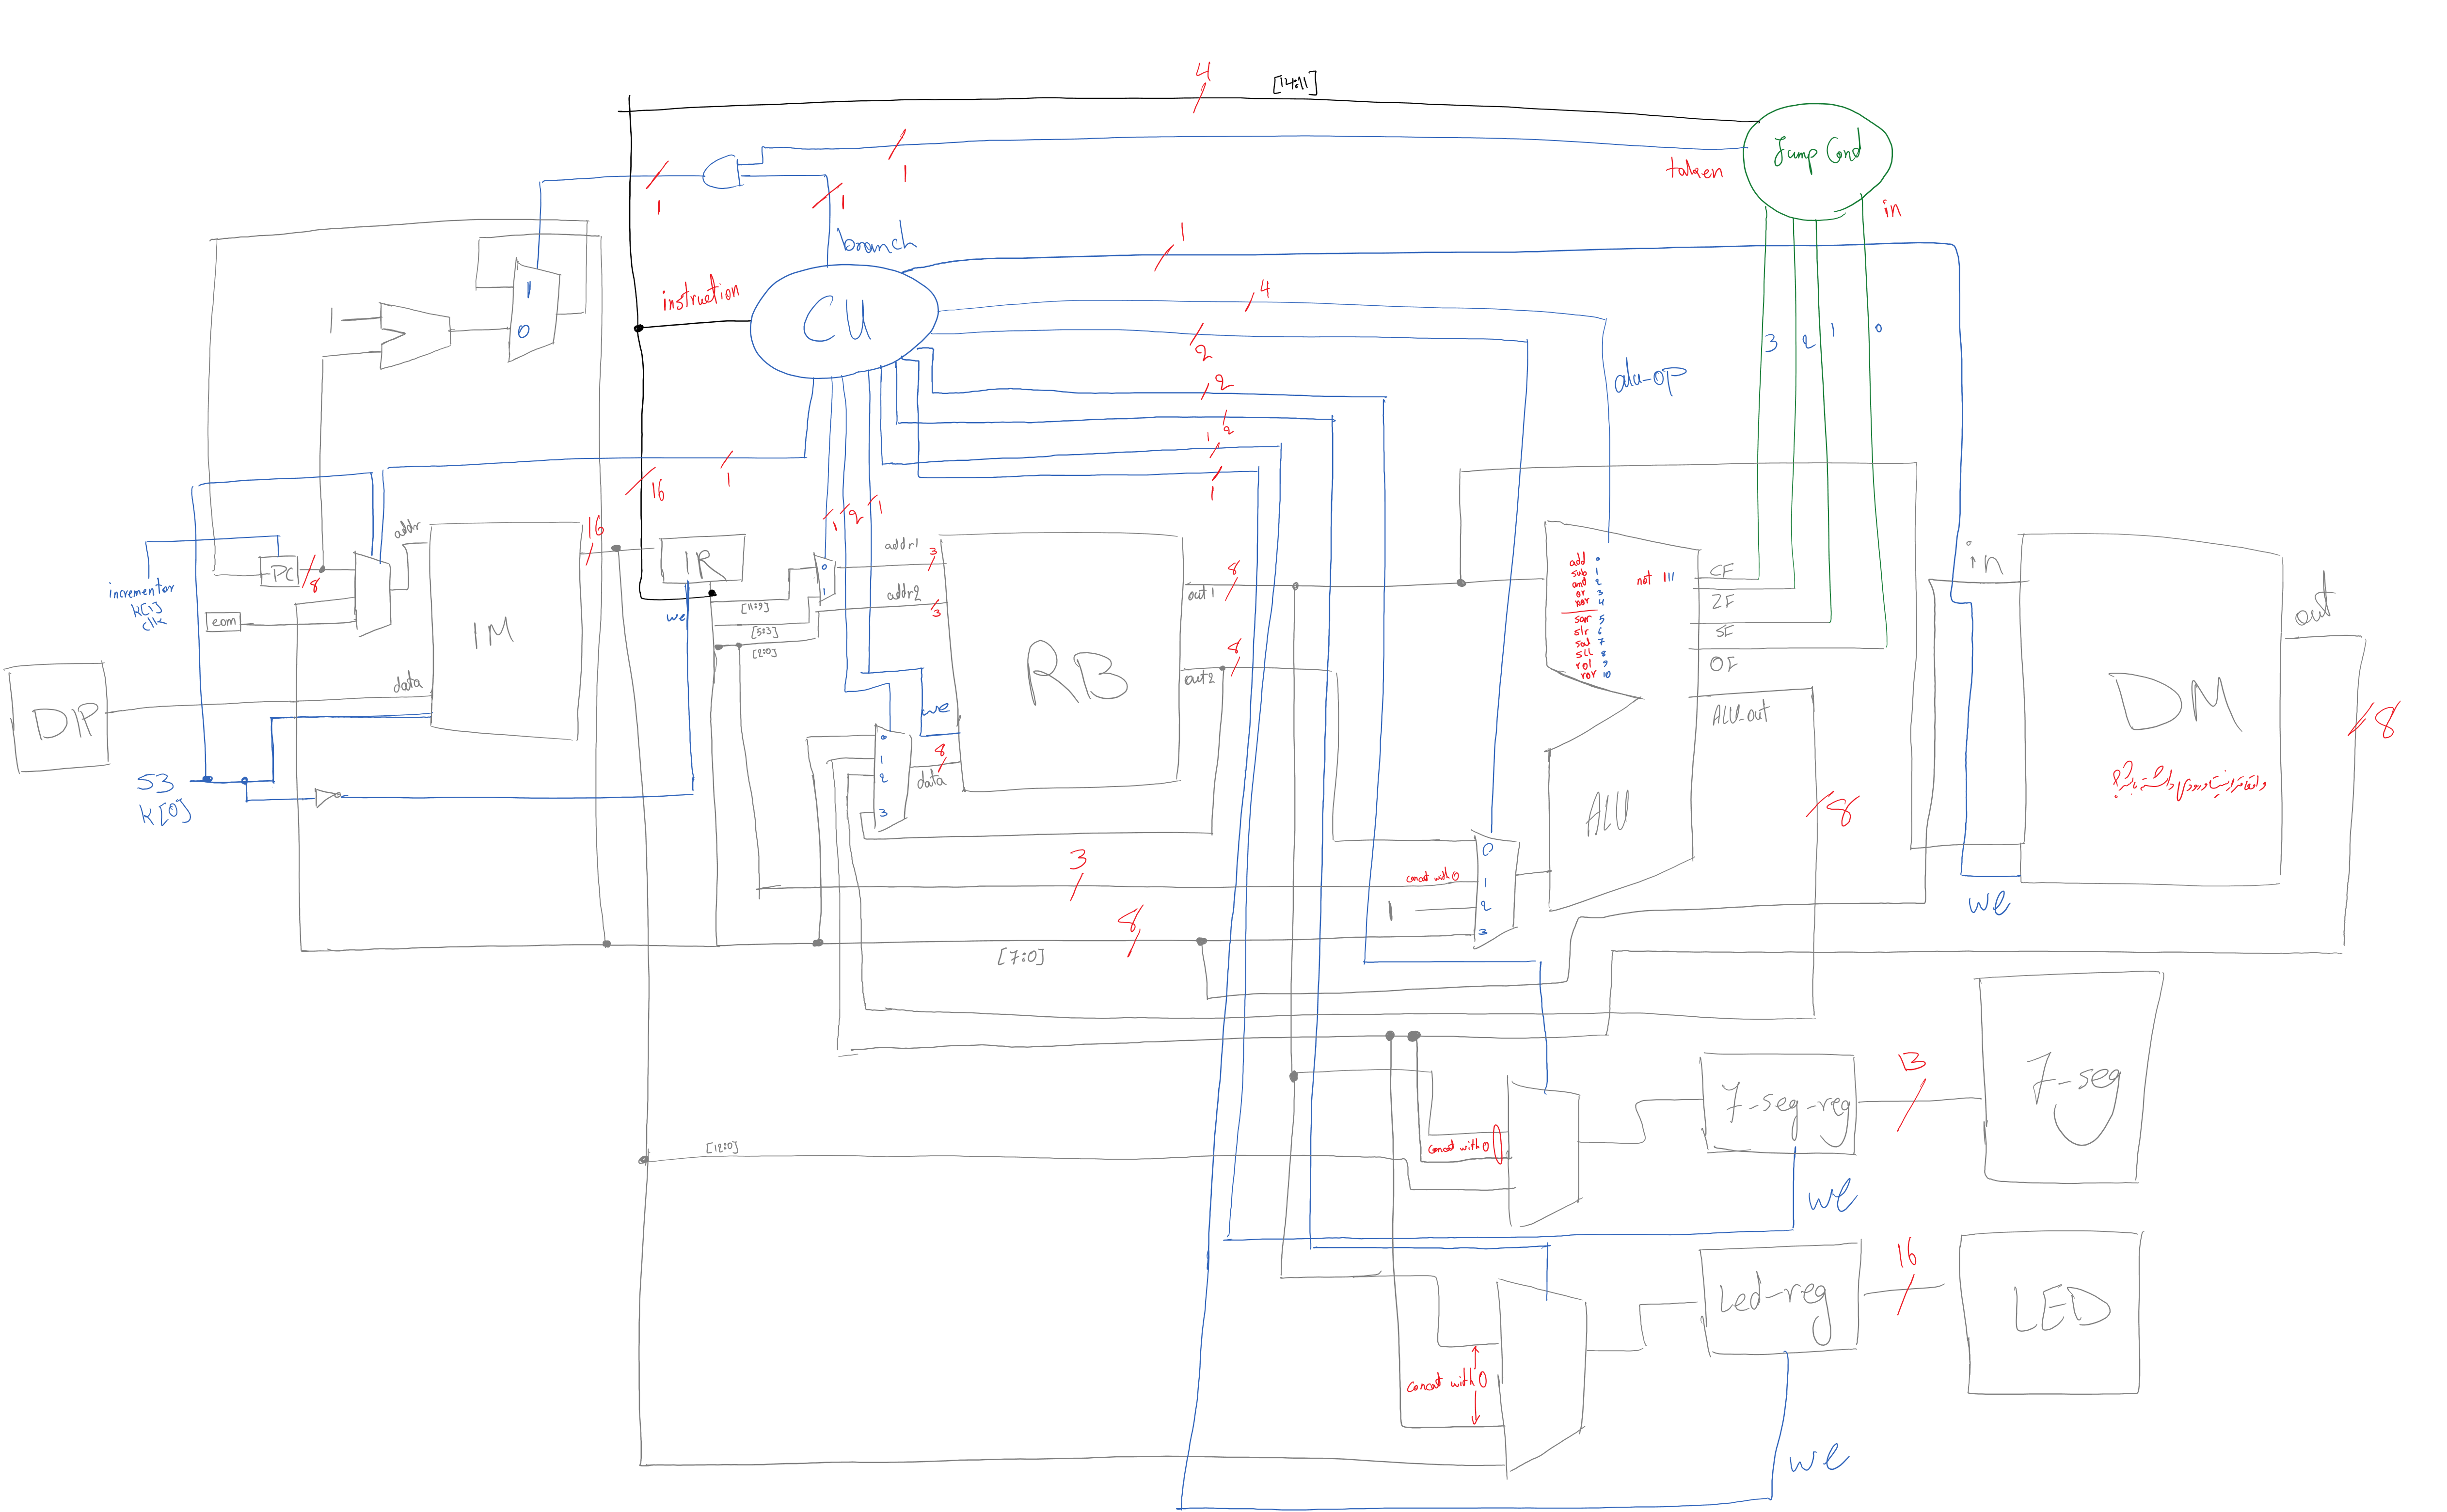 4
[14:11]
Jump Cond
taken
in
1
1
1
branch
1
instruction
CU
4
2
2
2
1
1
alu-op
3
2
1
0
1
0
1
16
1
1
2
1
addr
16
PC
8
incrementor
k[1]
clk
eom
IM
data
DIP
S3
k[0]
IR
we
[11:9]
[5:3]
[2:0]
0
1
addr1
3
addr2
3
RB
out1
8
out2
8
we
8
data
0
1
2
3
add 0
sub 1
and 2
or 3
xor 4
sar 5
slr 6
sal 7
sll 8
rol 9
ror 10
not 111
CF
ZF
SF
OF
ALU-out
ALU
8
in
out
DM
we
8
3
concat with 0
0
1
1
2
3
8
[7:0]
[12:0]
concat with 0
7-seg-reg
13
7-seg
we
concat with 0
Led-reg
16
LED
we